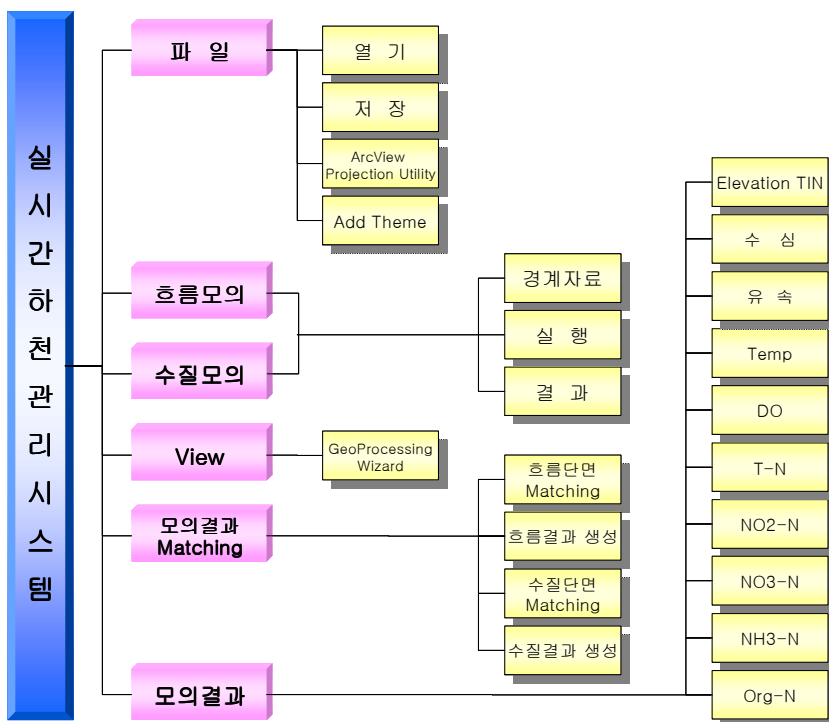 실시간하천관리시스템
파 일
열 기
저 장
ArcView
Projection Utility
Add Theme
흐름모의
수질모의
경계자료
실 행
결 과
View
GeoProcessing
Wizard
모의결과
Matching
흐름단면
Matching
흐름결과 생성
수질단면
Matching
수질결과 생성
모의결과
Elevation TIN
수 심
유 속
Temp
DO
T-N
NO2-N
NO3-N
NH3-N
Org-N